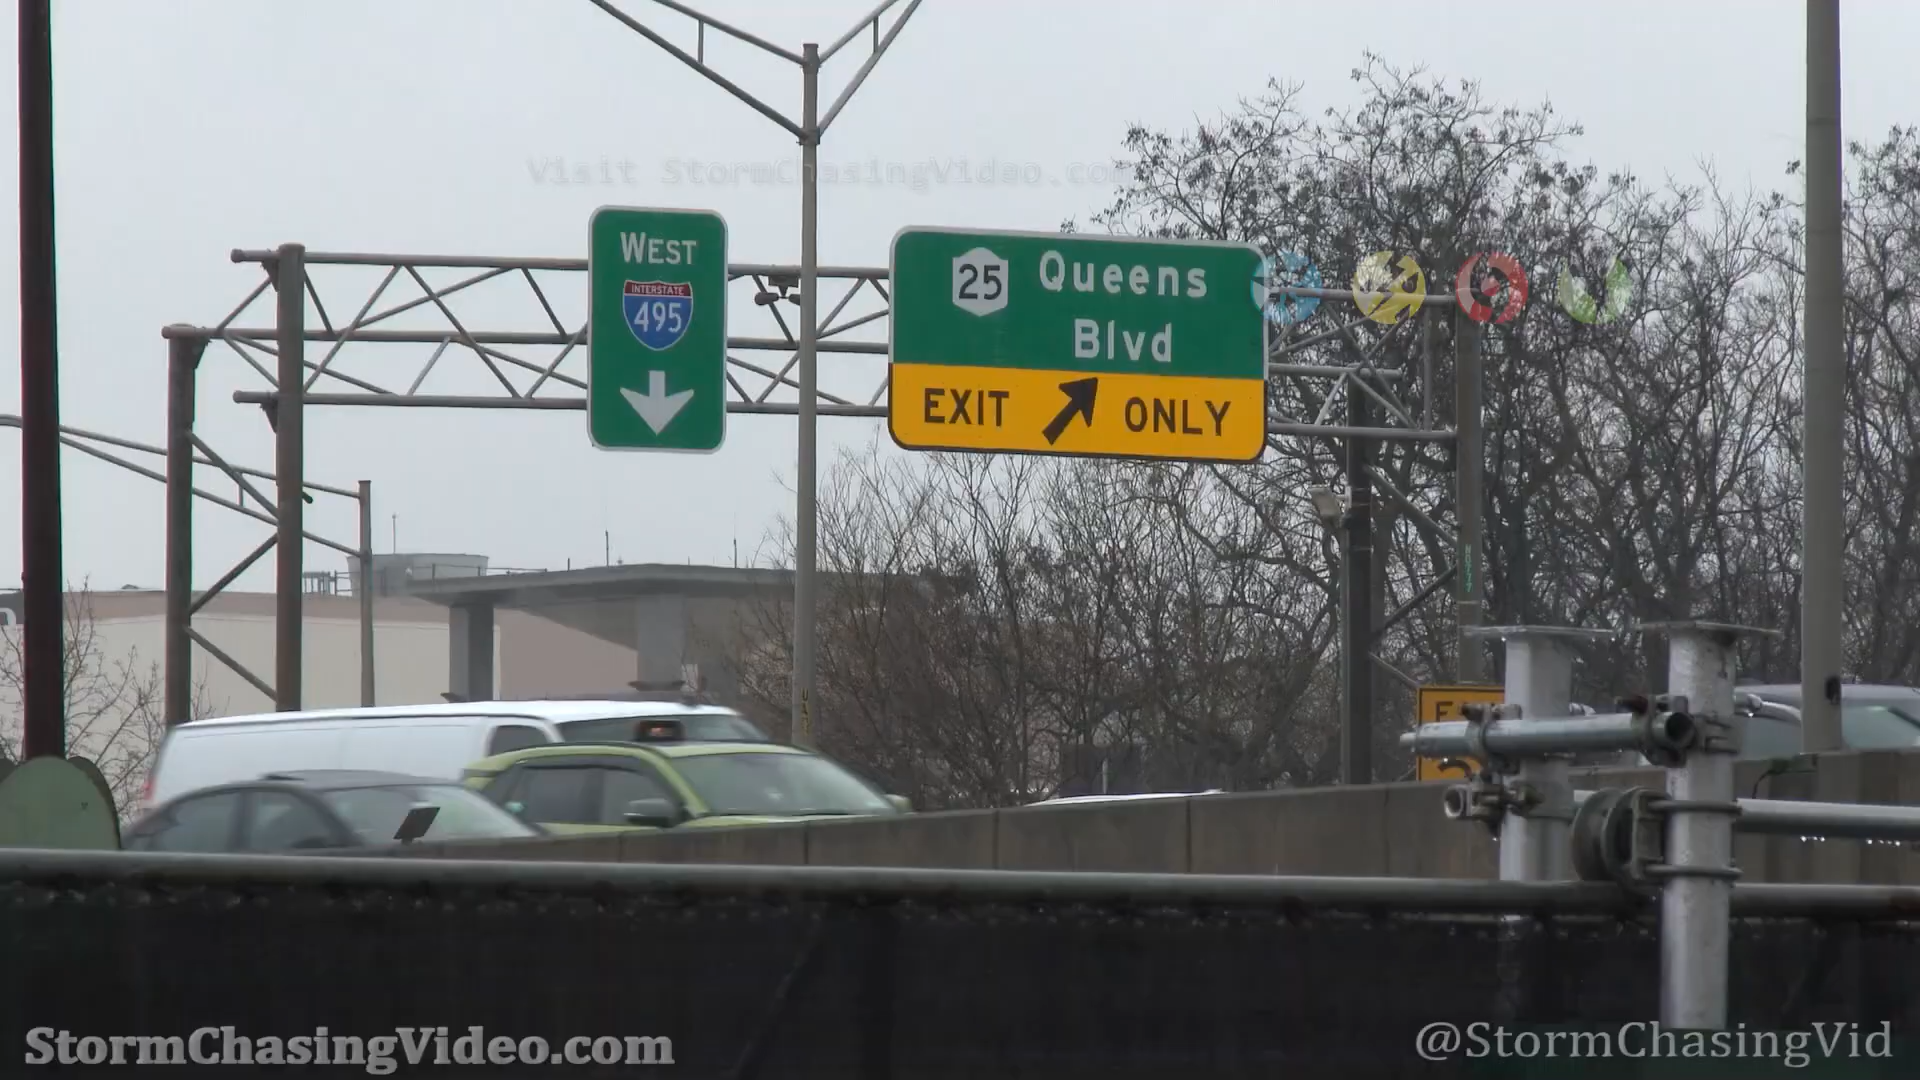 Visit StormChasingVideo.com
WEST
INTERSTATE
495
25 Queens
Blvd
EXIT ONLY
StormChasingVideo.com
@StormChasingVid